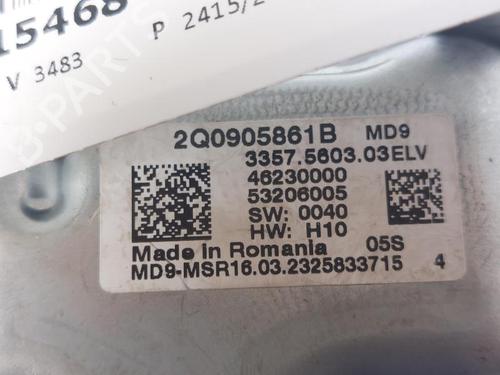 15468
V 3483 P 2415/2
B-PARTS
2Q0905861B MD9
3357.5603.03ELV
46230000
53206005
SW: 0040
HW: H10
Made in Romania 05S
MD9-MSR16.03.2325833715 4